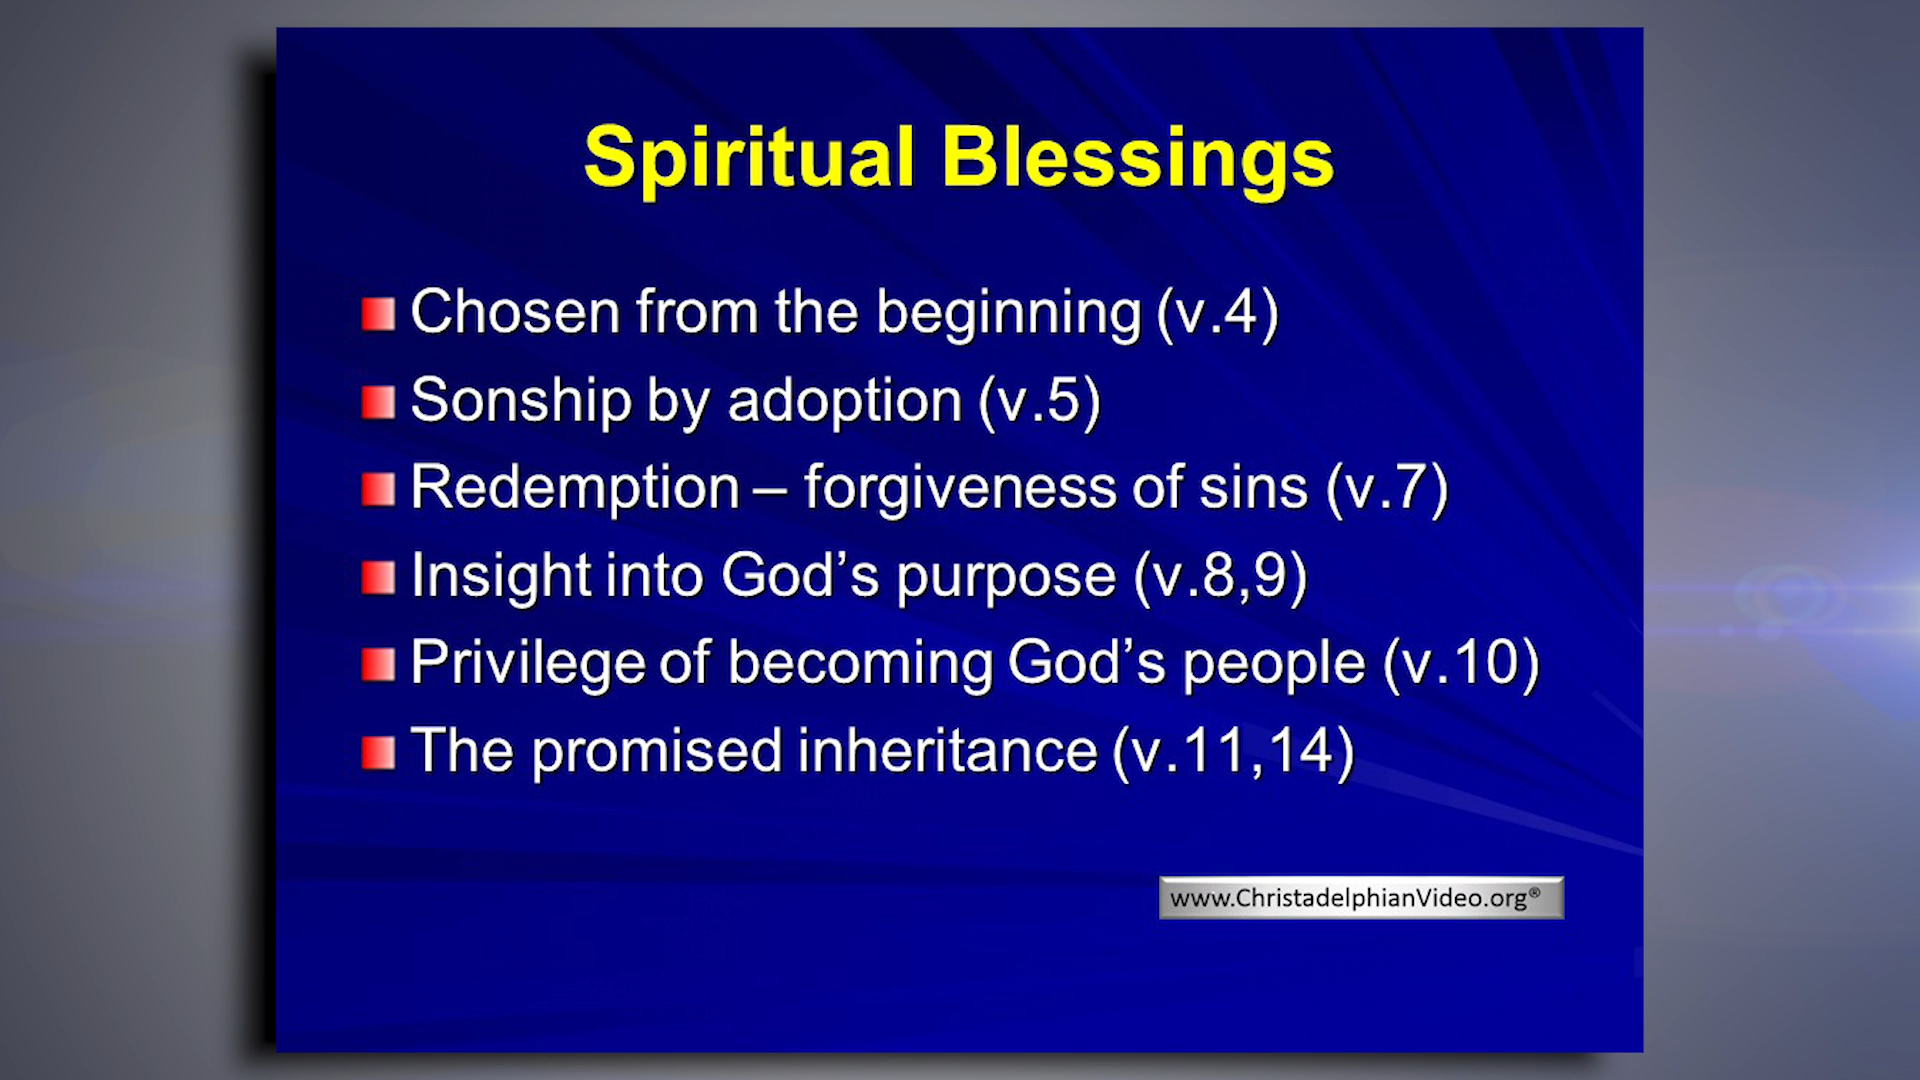 Spiritual Blessings
Chosen from the beginning (v.4)
Sonship by adoption (v.5)
Redemption – forgiveness of sins (v.7)
Insight into God’s purpose (v.8,9)
Privilege of becoming God’s people (v.10)
The promised inheritance (v.11,14)
www.ChristadelphianVideo.org®